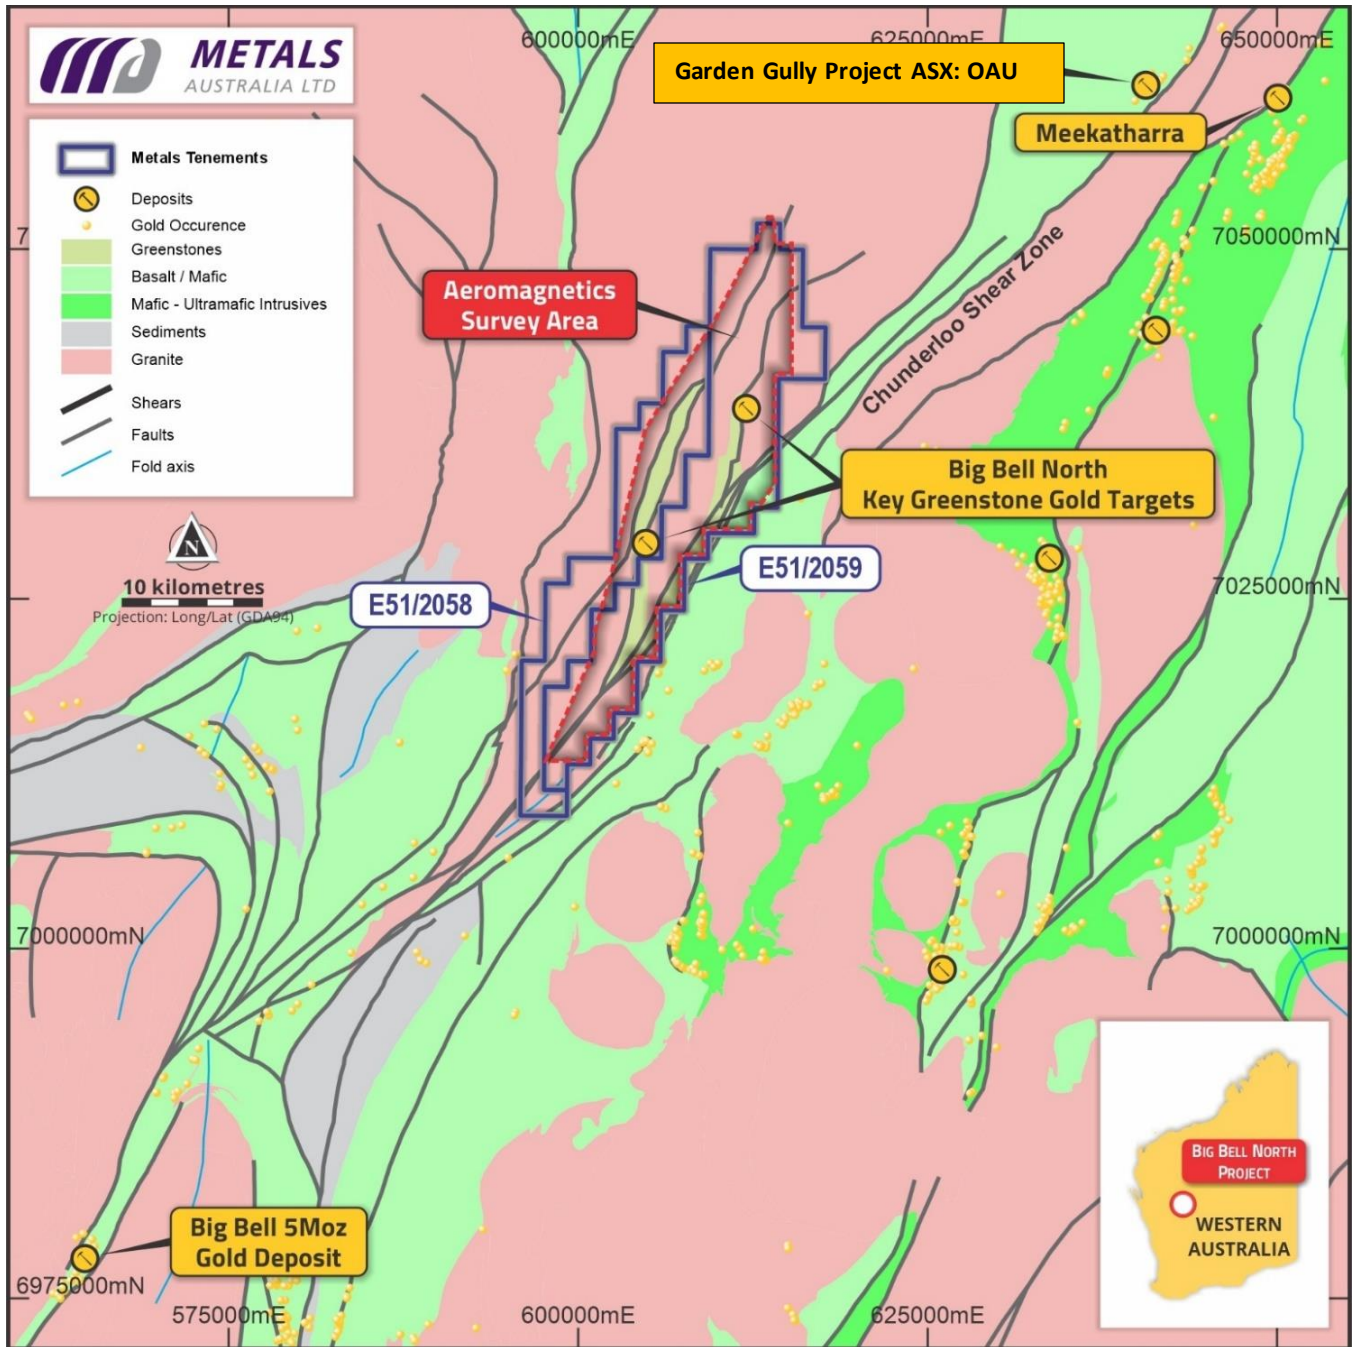 METALS
AUSTRALIA LTD
600000mE
625000mE
650000mE
Garden Gully Project ASX: OAU
Meekatharra
Metals Tenements
Deposits
Gold Occurence
Greenstones
Basalt / Mafic
Mafic - Ultramafic Intrusives
Sediments
Granite
Shears
Faults
Fold axis
7
7050000mN
Aeromagnetics
Survey Area
Chunderloo Shear Zone
Big Bell North
Key Greenstone Gold Targets
N
10 kilometres
Projection: Long/Lat (GDA94)
E51/2058
E51/2059
7025000mN
7000000mN
7000000mN
Big Bell 5Moz
Gold Deposit
6975000mN
575000mE
600000mE
625000mE
BIG BELL NORTH
PROJECT
WESTERN
AUSTRALIA